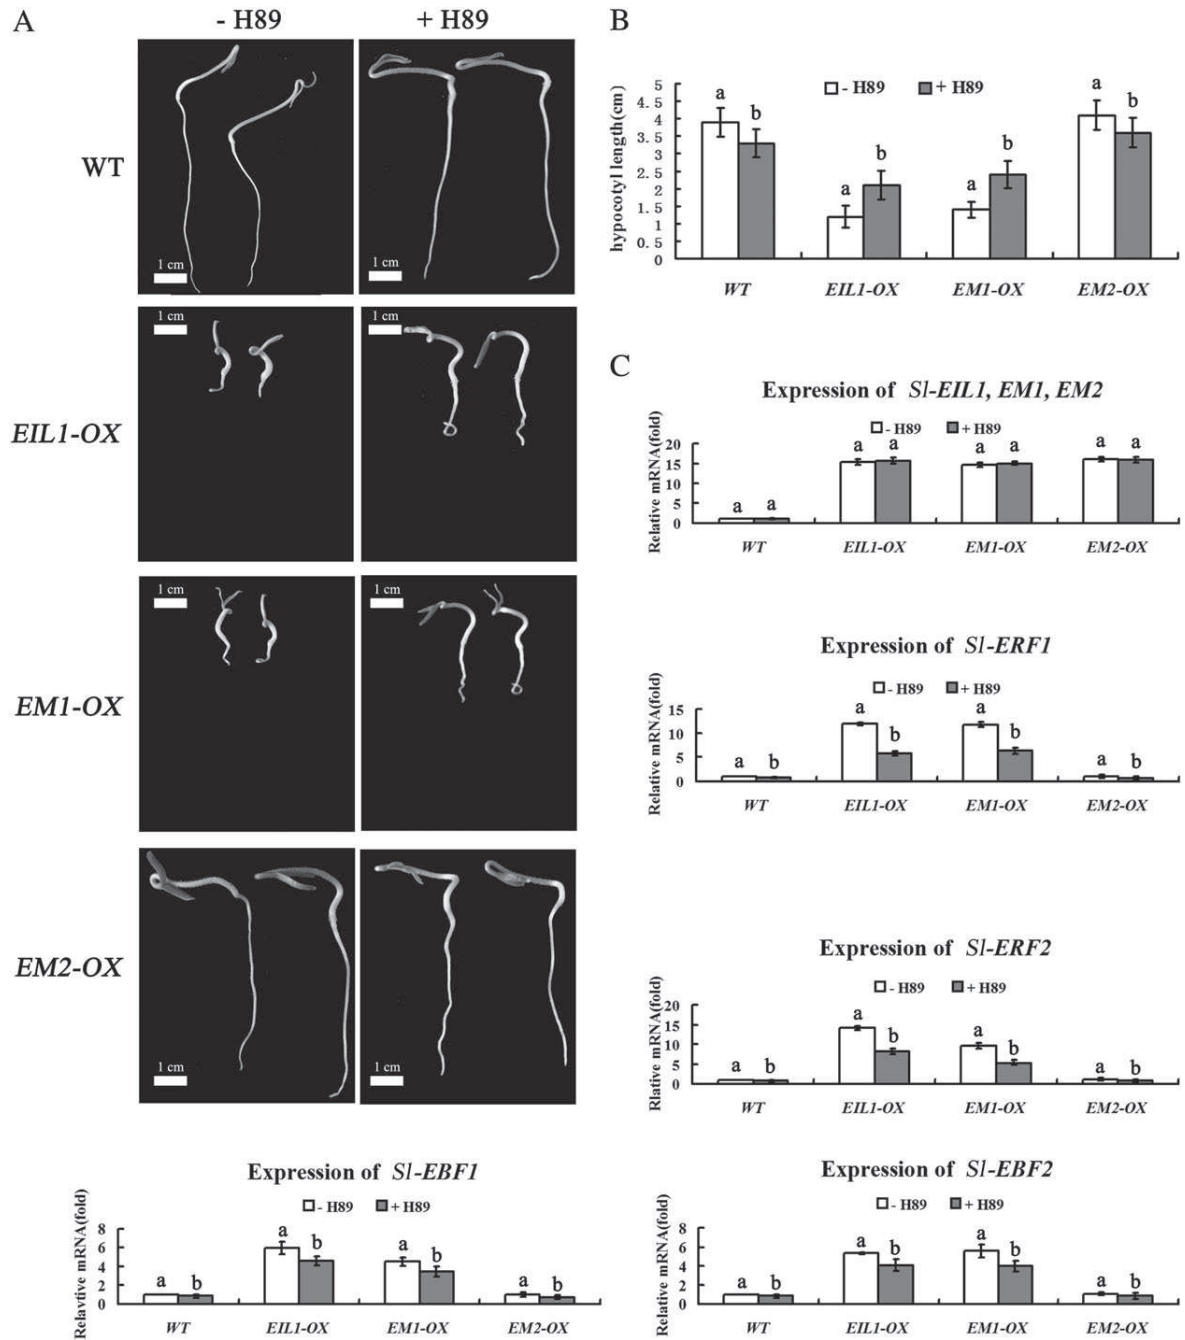 A
- H89
+ H89
WT
1 cm
1 cm
EIL1-OX
1 cm
1 cm
EM1-OX
1 cm
1 cm
EM2-OX
1 cm
1 cm
B
hypocotyl length(cm)
- H89
+ H89
5
4. 5
4
3. 5
3
2. 5
2
1. 5
1
0. 5
0
a
b
a
b
a
b
a
b
WT
EIL1-OX
EM1-OX
EM2-OX
C
Expression of Sl-EIL1, EM1, EM2
- H89
+ H89
Relative mRNA(fold)
20
15
10
5
0
a
a
a
a
a
a
a
a
WT
EIL1-OX
EM1-OX
EM2-OX
Expression of Sl-ERF1
- H89
+ H89
Relative mRNA(fold)
15
10
5
0
a
b
a
b
a
b
a
b
WT
EIL1-OX
EM1-OX
EM2-OX
Expression of Sl-ERF2
- H89
+ H89
Rlative mRNA(fold)
20
15
10
5
0
a
b
a
b
a
b
a
b
WT
EIL1-OX
EM1-OX
EM2-OX
Expression of Sl-EBF1
- H89
+ H89
Relavtive mRNA(fold)
8
6
4
2
0
a
b
a
b
a
b
a
b
WT
EIL1-OX
EM1-OX
EM2-OX
Expression of Sl-EBF2
- H89
+ H89
Relative mRNA(fold)
8
6
4
2
0
a
b
a
b
a
b
a
b
WT
EIL1-OX
EM1-OX
EM2-OX